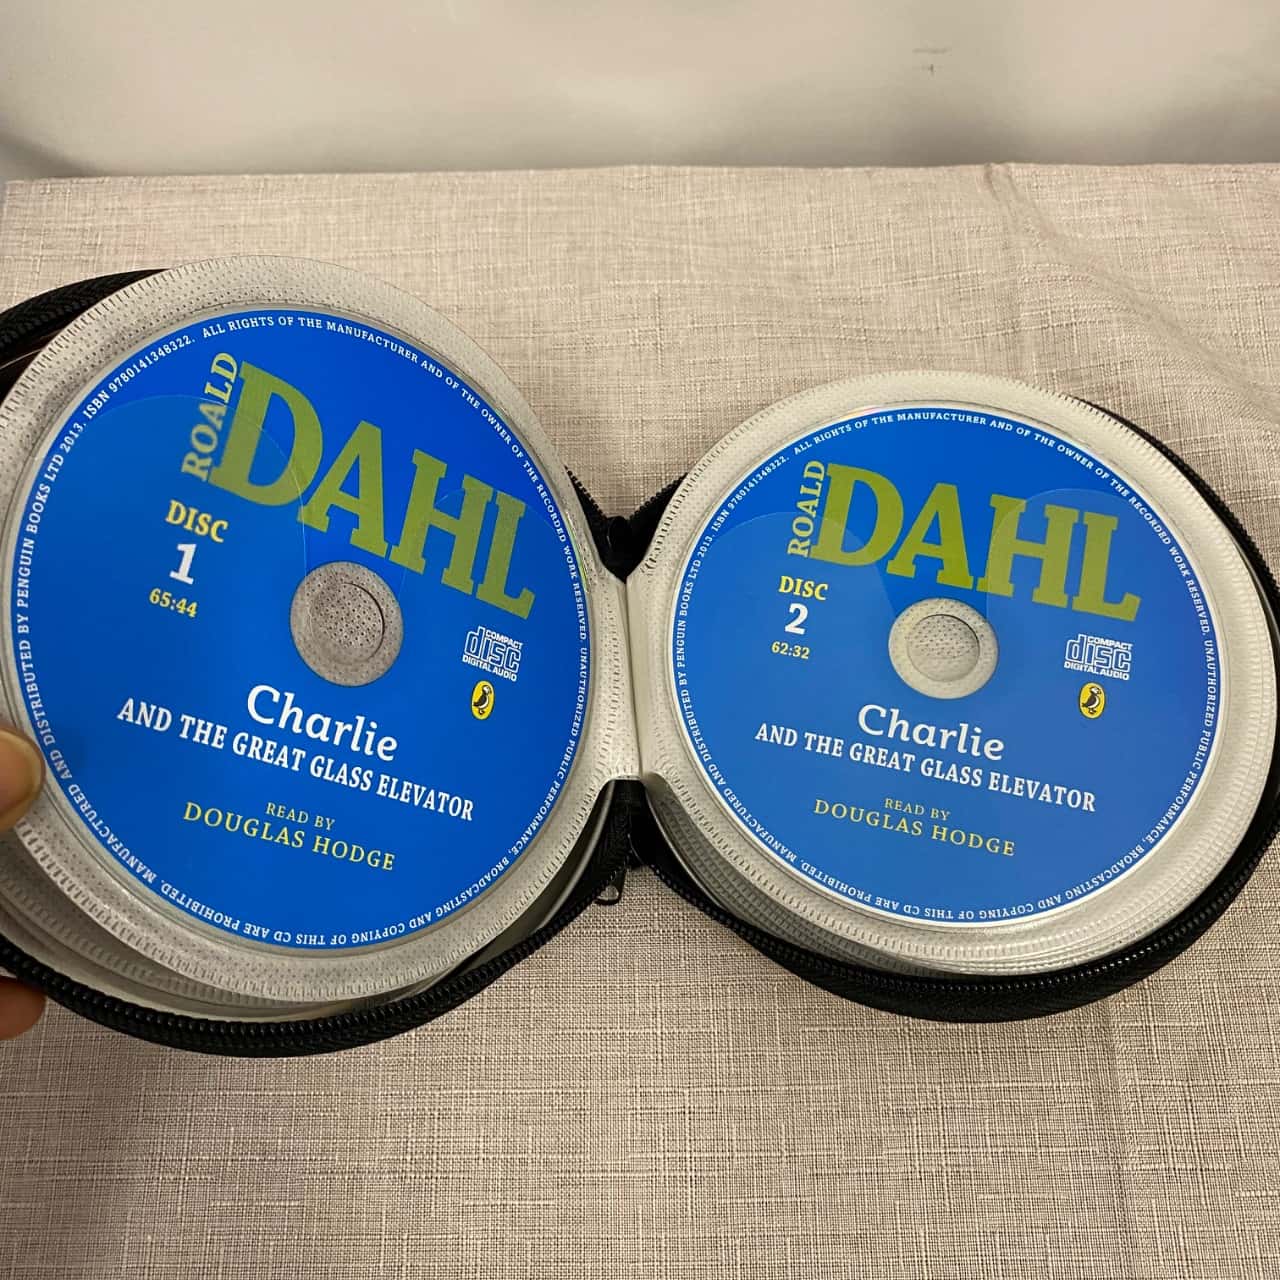 ROALD
DAHL
DISC
1
65:44
COMPACT
disc
DIGITAL AUDIO
Charlie
AND THE GREAT GLASS ELEVATOR
READ BY
DOUGLAS HODGE
MANUFACTURED AND DISTRIBUTED BY PENGUIN BOOKS LTD 2013. ISBN 9780141348322. ALL RIGHTS OF THE MANUFACTURER AND OF THE OWNER OF THE RECORDED WORK RESERVED. UNAUTHORIZED PUBLIC PERFORMANCE, BROADCASTING AND COPYING OF THIS CD ARE PROHIBITED.
ROALD
DAHL
DISC
2
62:32
COMPACT
disc
DIGITAL AUDIO
Charlie
AND THE GREAT GLASS ELEVATOR
READ BY
DOUGLAS HODGE
MANUFACTURED AND DISTRIBUTED BY PENGUIN BOOKS LTD 2013. ISBN 9780141348322. ALL RIGHTS OF THE MANUFACTURER AND OF THE OWNER OF THE RECORDED WORK RESERVED. UNAUTHORIZED PUBLIC PERFORMANCE, BROADCASTING AND COPYING OF THIS CD ARE PROHIBITED.